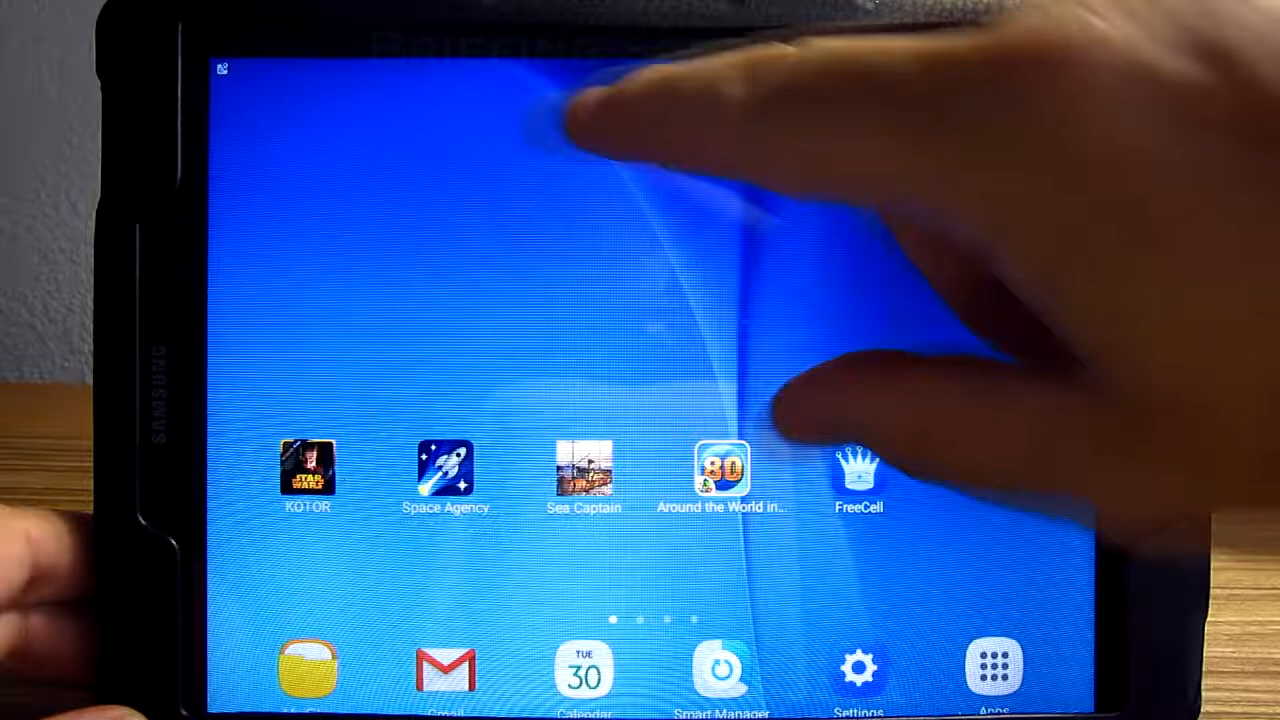 SAMSUNG
STAR
WARS
80
KOTOR
Space Agency
Sea Captain
Around the World in...
FreeCell
TUE
30
Gmail
Calendar
Smart Manager
Settings
Apps